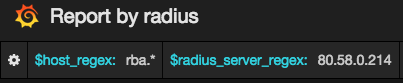 Report by radius
$host_regex: rba.* $radius_server_regex: 80.58.0.214